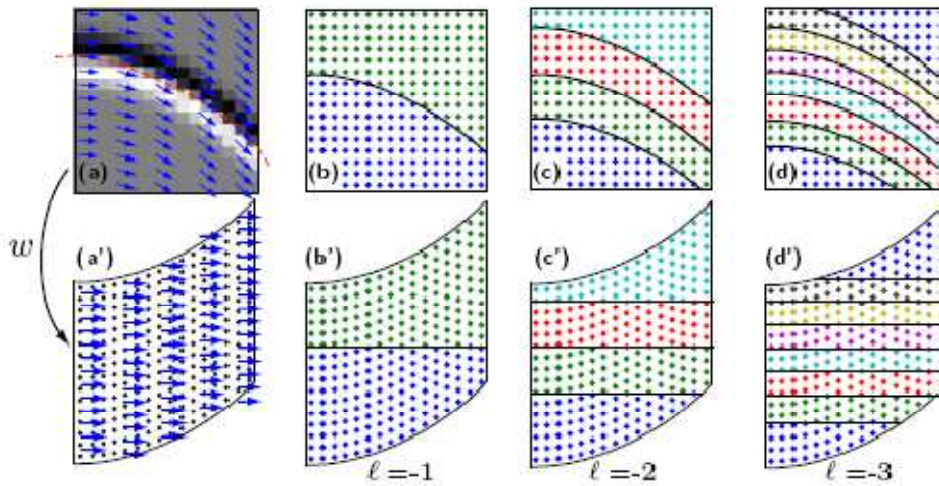 (a) (b) (c) (d)
w
(a') (b') (c') (d')
ℓ =-1 ℓ =-2 ℓ =-3